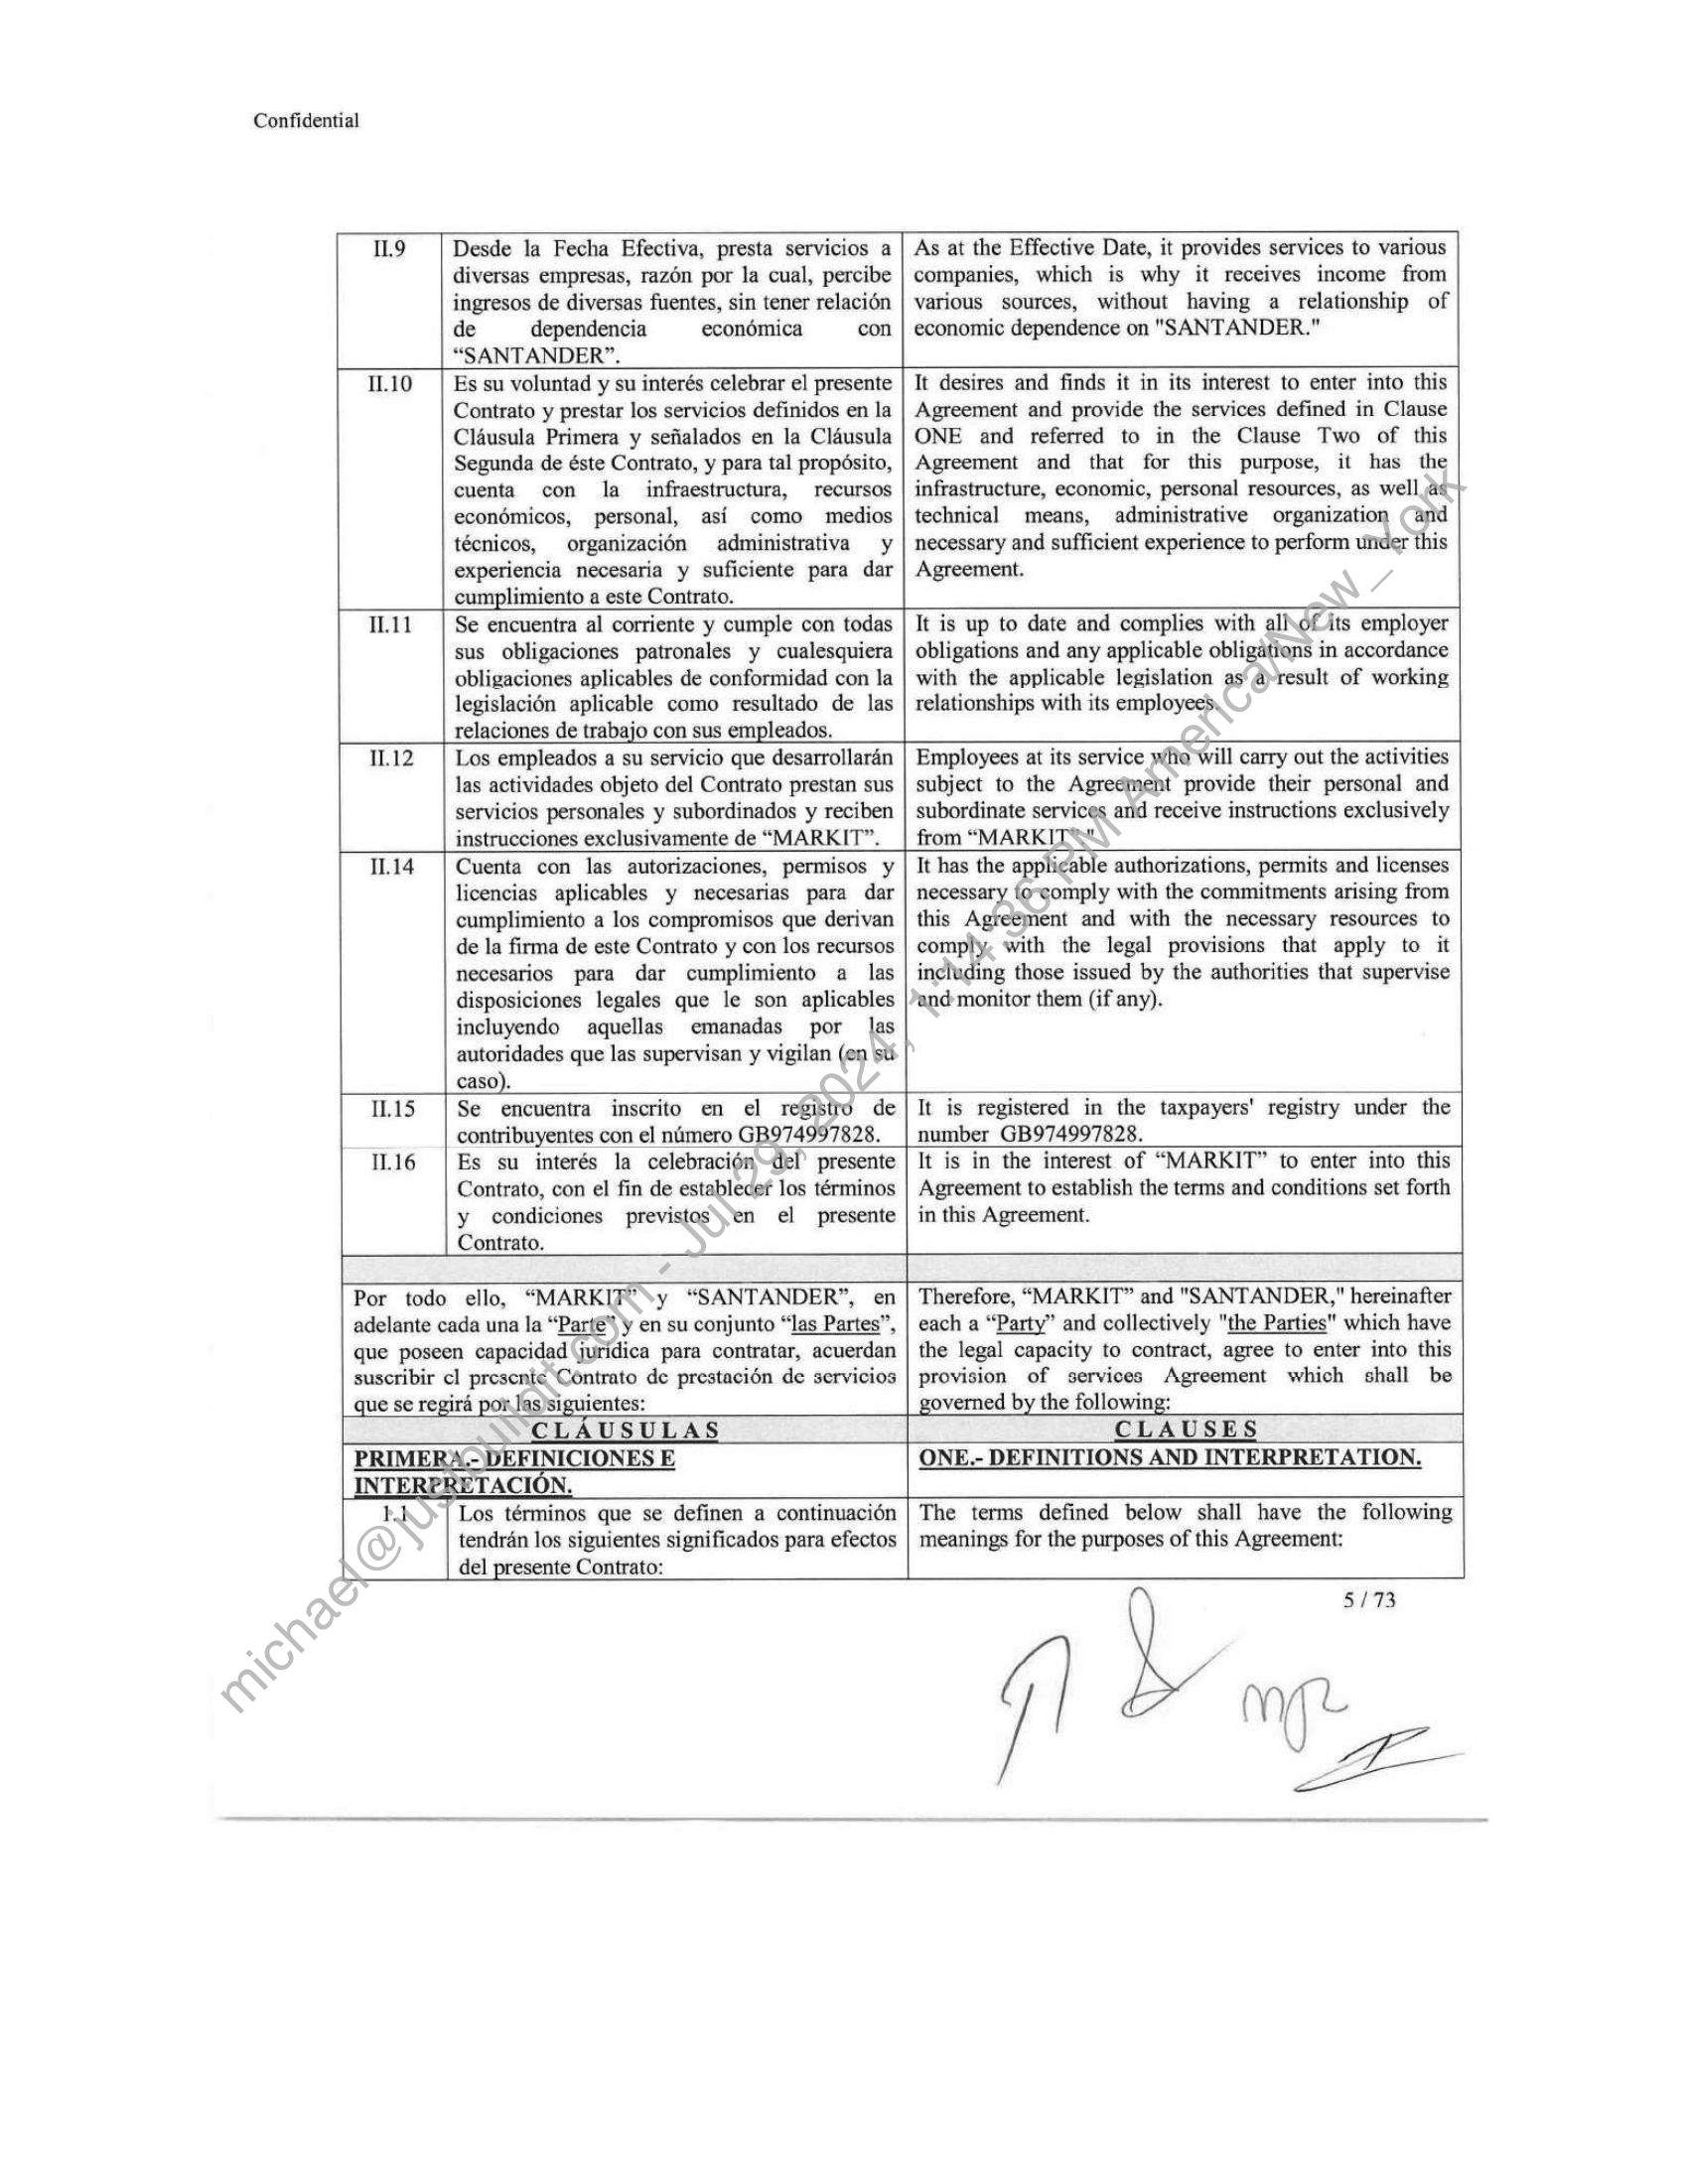 Confidential
II.9
Desde la Fecha Efectiva, presta servicios a
diversas empresas, razón por la cual, percibe
ingresos de diversas fuentes, sin tener relación
de dependencia económica con
“SANTANDER”.
As at the Effective Date, it provides services to various
companies, which is why it receives income from
various sources, without having a relationship of
economic dependence on "SANTANDER."
II.10
Es su voluntad y su interés celebrar el presente
Contrato y prestar los servicios definidos en la
Cláusula Primera y señalados en la Cláusula
Segunda de éste Contrato, y para tal propósito,
cuenta con la infraestructura, recursos
económicos, personal, así como medios
técnicos, organización administrativa y
experiencia necesaria y suficiente para dar
cumplimiento a este Contrato.
It desires and finds it in its interest to enter into this
Agreement and provide the services defined in Clause
ONE and referred to in the Clause Two of this
Agreement and that for this purpose, it has the
infrastructure, economic, personal resources, as well as
technical means, administrative organization and
necessary and sufficient experience to perform under this
Agreement.
II.11
Se encuentra al corriente y cumple con todas
sus obligaciones patronales y cualesquiera
obligaciones aplicables de conformidad con la
legislación aplicable como resultado de las
relaciones de trabajo con sus empleados.
It is up to date and complies with all of its employer
obligations and any applicable obligations in accordance
with the applicable legislation as a result of working
relationships with its employees.
II.12
Los empleados a su servicio que desarrollarán
las actividades objeto del Contrato prestan sus
servicios personales y subordinados y reciben
instrucciones exclusivamente de “MARKIT”.
Employees at its service who will carry out the activities
subject to the Agreement provide their personal and
subordinate services and receive instructions exclusively
from “MARKIT”."
II.14
Cuenta con las autorizaciones, permisos y
licencias aplicables y necesarias para dar
cumplimiento a los compromisos que derivan
de la firma de este Contrato y con los recursos
necesarios para dar cumplimiento a las
disposiciones legales que le son aplicables
incluyendo aquellas emanadas por las
autoridades que las supervisan y vigilan (en su
caso).
It has the applicable authorizations, permits and licenses
necessary to comply with the commitments arising from
this Agreement and with the necessary resources to
comply with the legal provisions that apply to it
including those issued by the authorities that supervise
and monitor them (if any).
II.15
Se encuentra inscrito en el registro de
contribuyentes con el número GB974997828.
It is registered in the taxpayers' registry under the
number GB974997828.
II.16
Es su interés la celebración del presente
Contrato, con el fin de establecer los términos
y condiciones previstos en el presente
Contrato.
It is in the interest of “MARKIT” to enter into this
Agreement to establish the terms and conditions set forth
in this Agreement.
Por todo ello, “MARKIT” y “SANTANDER”, en
adelante cada una la “Parte” y en su conjunto “las Partes”,
que poseen capacidad jurídica para contratar, acuerdan
suscribir el presente Contrato de prestación de servicios
que se regirá por las siguientes:
Therefore, “MARKIT” and "SANTANDER," hereinafter
each a “Party” and collectively "the Parties" which have
the legal capacity to contract, agree to enter into this
provision of services Agreement which shall be
governed by the following:
CLÁUSULAS
CLAUSES
PRIMERA.- DEFINICIONES E
INTERPRETACIÓN.
ONE.- DEFINITIONS AND INTERPRETATION.
1.1
Los términos que se definen a continuación
tendrán los siguientes significados para efectos
del presente Contrato:
The terms defined below shall have the following
meanings for the purposes of this Agreement:
5 / 73
michael@justbuildit.com - Jul 29, 2024, 1:14:36 PM America/New_York